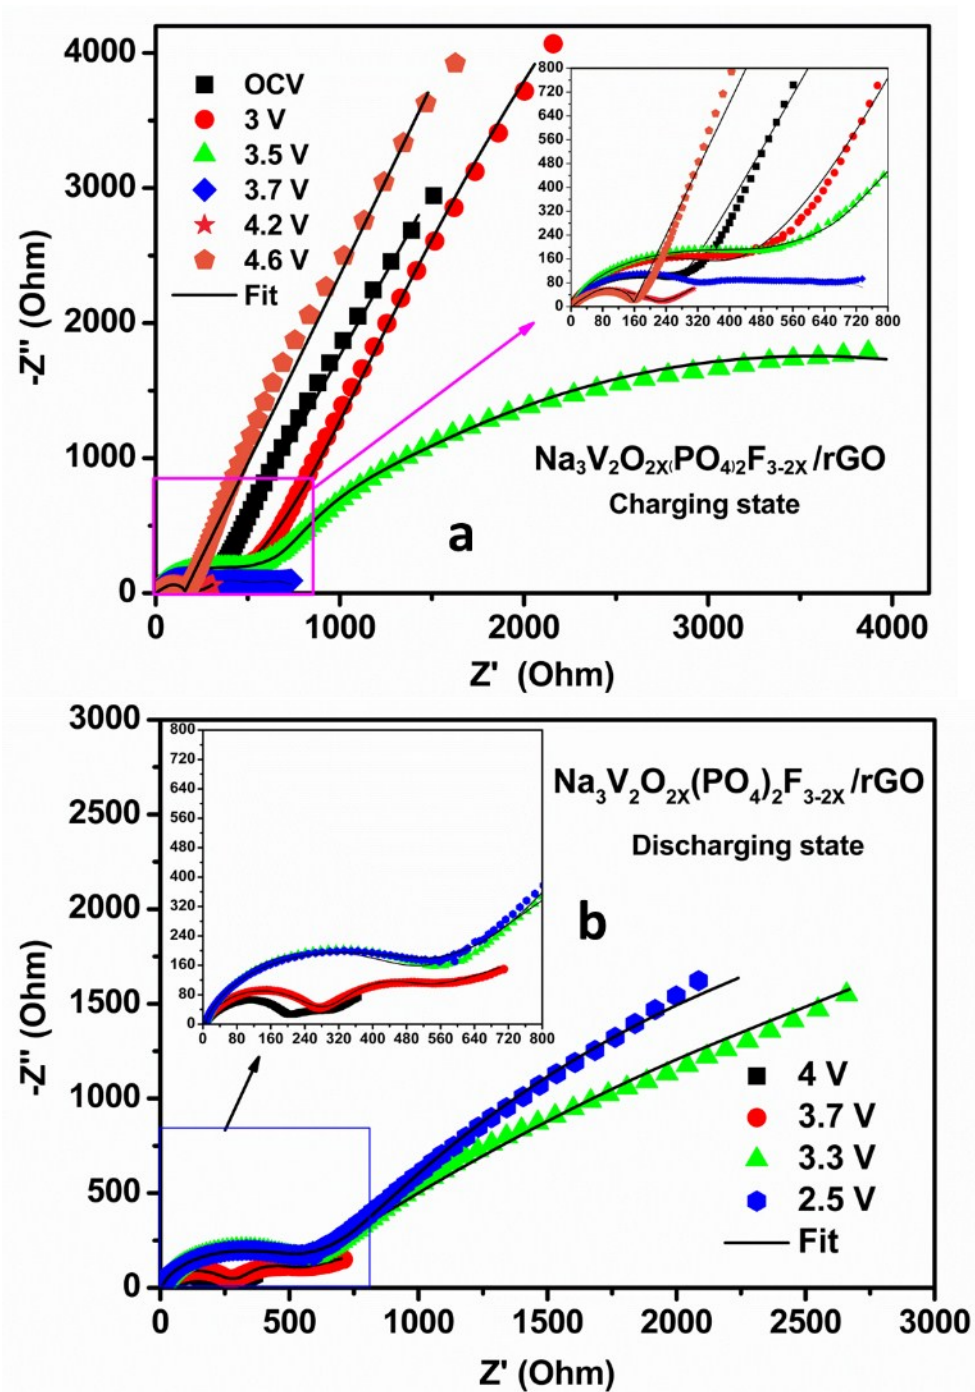 4000
3000
2000
1000
0
-Z'' (Ohm)
OCV
3 V
3.5 V
3.7 V
4.2 V
4.6 V
Fit
800
720
640
560
480
400
320
240
160
80
0
0 80 160 240 320 400 480 560 640 720 800
Na₃V₂O₂X₍PO₄₎₂F₃₋₂X/rGO
Charging state
a
0 1000 2000 3000 4000
Z' (Ohm)
3000
2500
2000
1500
1000
500
0
-Z'' (Ohm)
800
720
640
560
480
400
320
240
160
80
0
0 80 160 240 320 400 480 560 640 720 800
Na₃V₂O₂X(PO₄)₂F₃₋₂X/rGO
Discharging state
b
4 V
3.7 V
3.3 V
2.5 V
Fit
0 500 1000 1500 2000 2500 3000
Z' (Ohm)